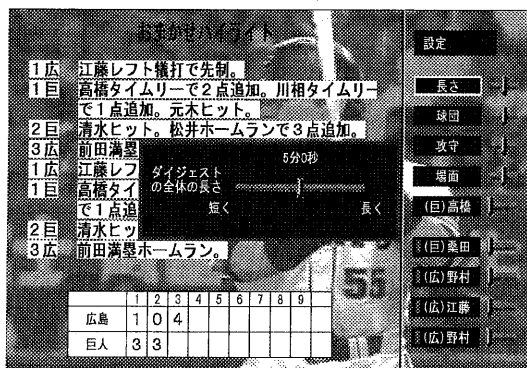 おまかせハイライト
1広 江藤レフト犠打で先制。
1巨 高橋タイムリーで2点追加。川相タイムリー
で1点追加。元木ヒット。
2巨 清水ヒット。松井ホームランで3点追加。
3広 前田満塁
1広 江藤レフ
1巨 高橋タイ
で1点追
2巨 清水ヒッ
3広 前田満塁ホームラン。
5分0秒
ダイジェスト
の全体の長さ
短く 長く
1 2 3 4 5 6 7 8 9
広島 1 0 4
巨人 3 3
55
設定
長さ
球団
攻守
場面
(巨)高橋
(巨)桑田
(広)野村
(広)江藤
(広)野村